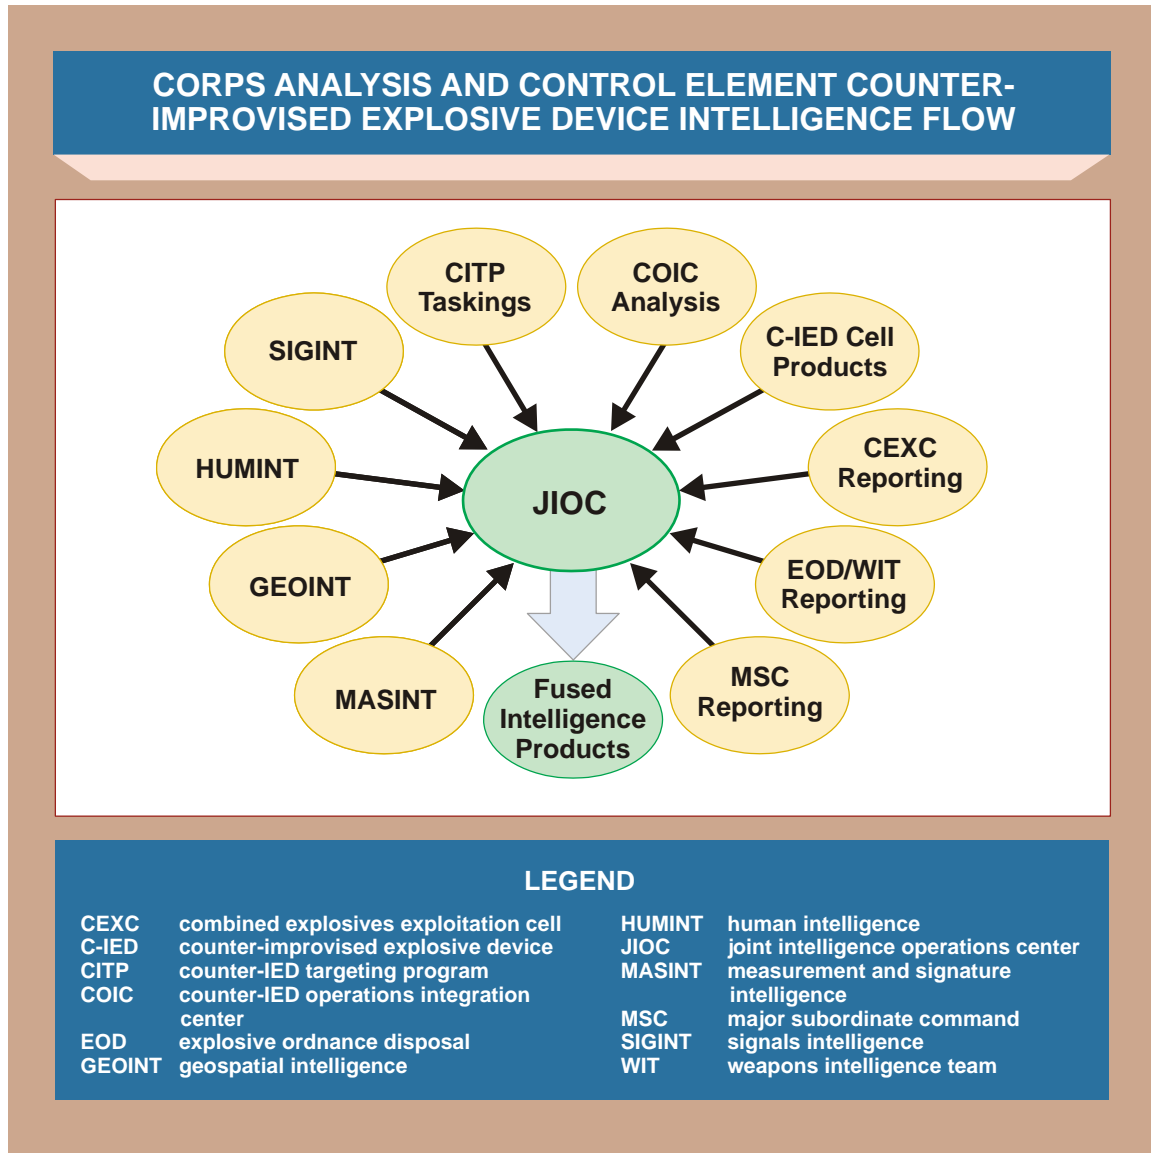 CORPS ANALYSIS AND CONTROL ELEMENT COUNTER-
IMPROVISED EXPLOSIVE DEVICE INTELLIGENCE FLOW
CITP
Taskings
COIC
Analysis
SIGINT
C-IED Cell
Products
HUMINT
CEXC
Reporting
JIOC
GEOINT
EOD/WIT
Reporting
MASINT
Fused
Intelligence
Products
MSC
Reporting
LEGEND
CEXC combined explosives exploitation cell
C-IED counter-improvised explosive device
CITP counter-IED targeting program
COIC counter-IED operations integration
center
EOD explosive ordnance disposal
GEOINT geospatial intelligence
HUMINT human intelligence
JIOC joint intelligence operations center
MASINT measurement and signature
intelligence
MSC major subordinate command
SIGINT signals intelligence
WIT weapons intelligence team